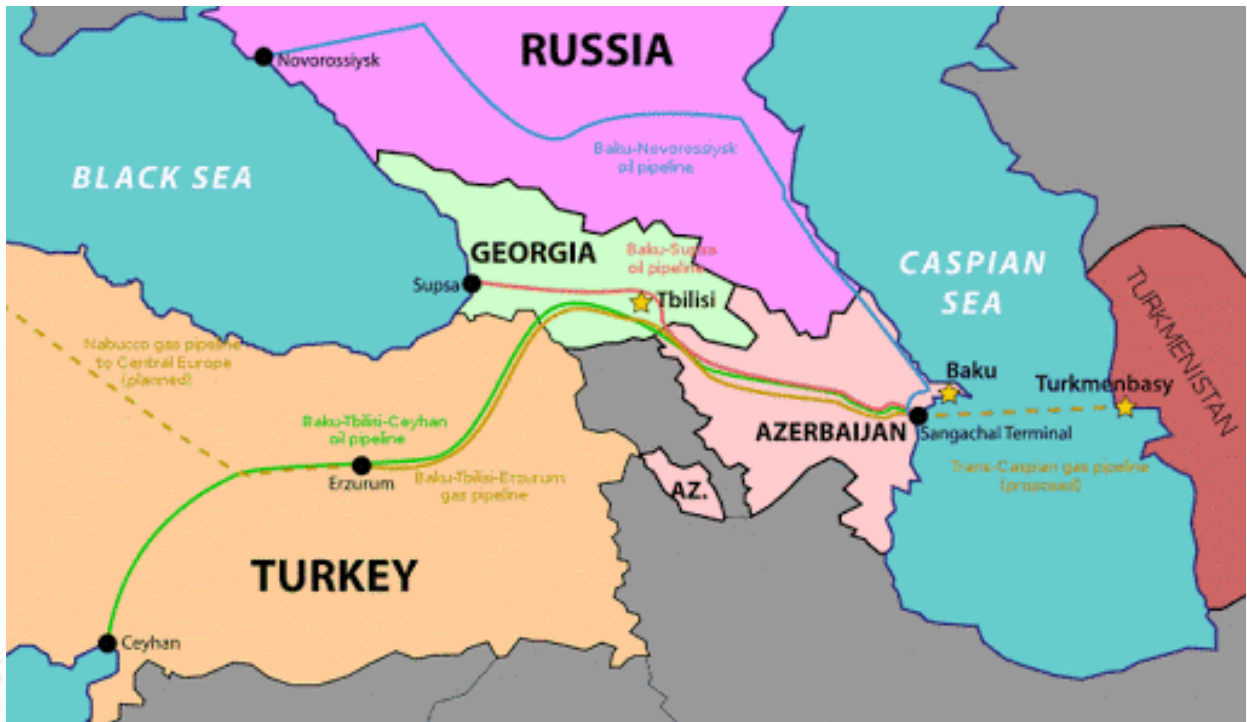 RUSSIA
Novorossiysk
Baku-Novorossiysk
oil pipeline
BLACK SEA
GEORGIA
Baku-Supsa
oil pipeline
CASPIAN
SEA
Supsa
Tbilisi
TURKMENISTAN
Nabucco gas pipeline
to Central Europe
(planned)
Baku
Turkmenbasy
Baku-Tbilisi-Ceyhan
oil pipeline
AZERBAIJAN
Sangachal Terminal
Erzurum
Baku-Tbilisi-Erzurum
gas pipeline
AZ.
Trans-Caspian gas pipeline
(proposed)
TURKEY
Ceyhan